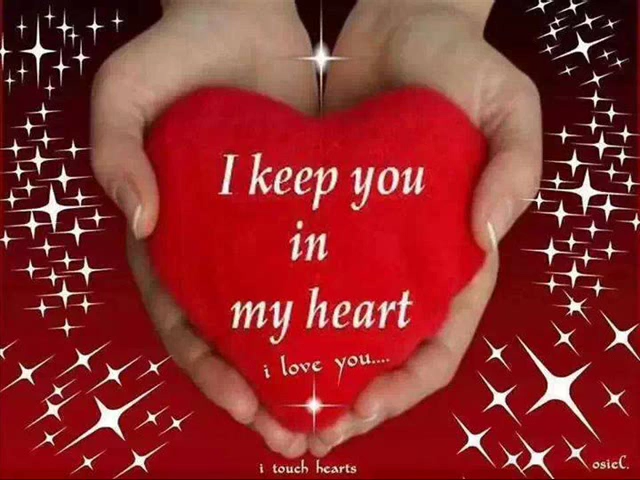 I keep you
in
my heart
i love you....
i touch hearts
osieC.